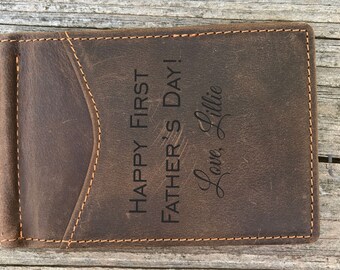 Happy First
Father's Day!
Love, Lillie